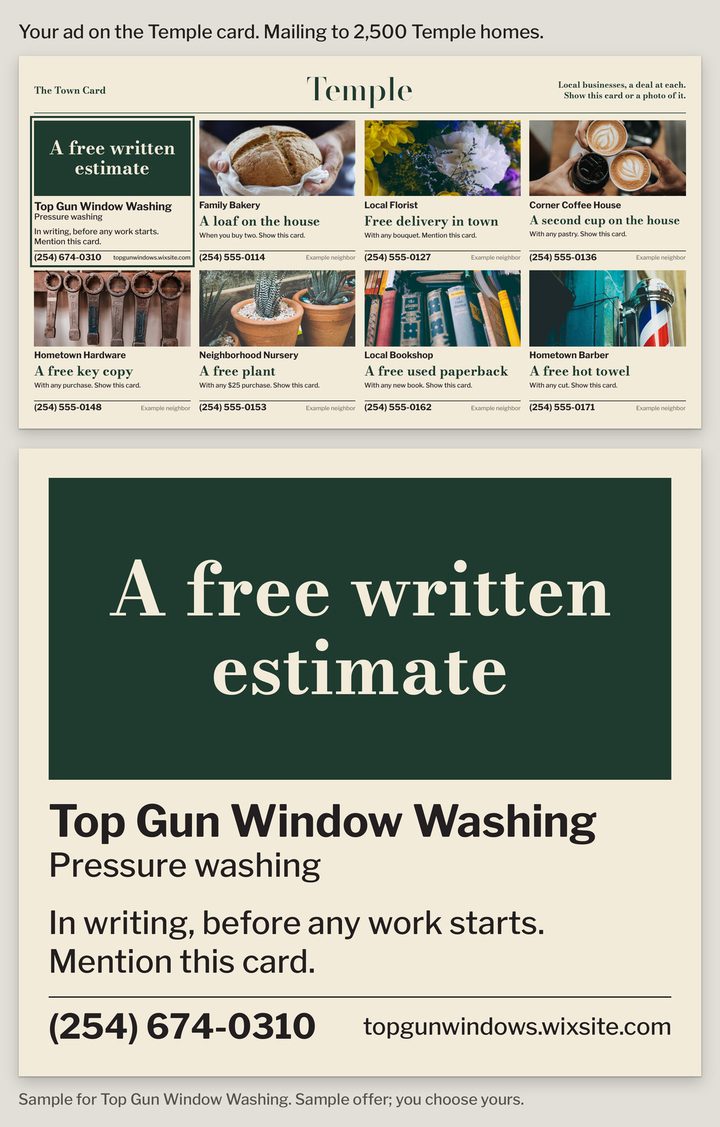 Your ad on the Temple card. Mailing to 2,500 Temple homes.
The Town Card
Temple
Local businesses, a deal at each.
Show this card or a photo of it.
A free written
estimate
Top Gun Window Washing
Pressure washing
In writing, before any work starts.
Mention this card.
(254) 674-0310
topgunwindows.wixsite.com
Family Bakery
A loaf on the house
When you buy two. Show this card.
(254) 555-0114
Example neighbor
Local Florist
Free delivery in town
With any bouquet. Mention this card.
(254) 555-0127
Example neighbor
Corner Coffee House
A second cup on the house
With any pastry. Show this card.
(254) 555-0136
Example neighbor
Hometown Hardware
A free key copy
With any purchase. Show this card.
(254) 555-0148
Example neighbor
Neighborhood Nursery
A free plant
With any $25 purchase. Show this card.
(254) 555-0153
Example neighbor
Local Bookshop
A free used paperback
With any new book. Show this card.
(254) 555-0162
Example neighbor
Hometown Barber
A free hot towel
With any cut. Show this card.
(254) 555-0171
Example neighbor
A free written
estimate
Top Gun Window Washing
Pressure washing
In writing, before any work starts.
Mention this card.
(254) 674-0310
topgunwindows.wixsite.com
Sample for Top Gun Window Washing. Sample offer; you choose yours.